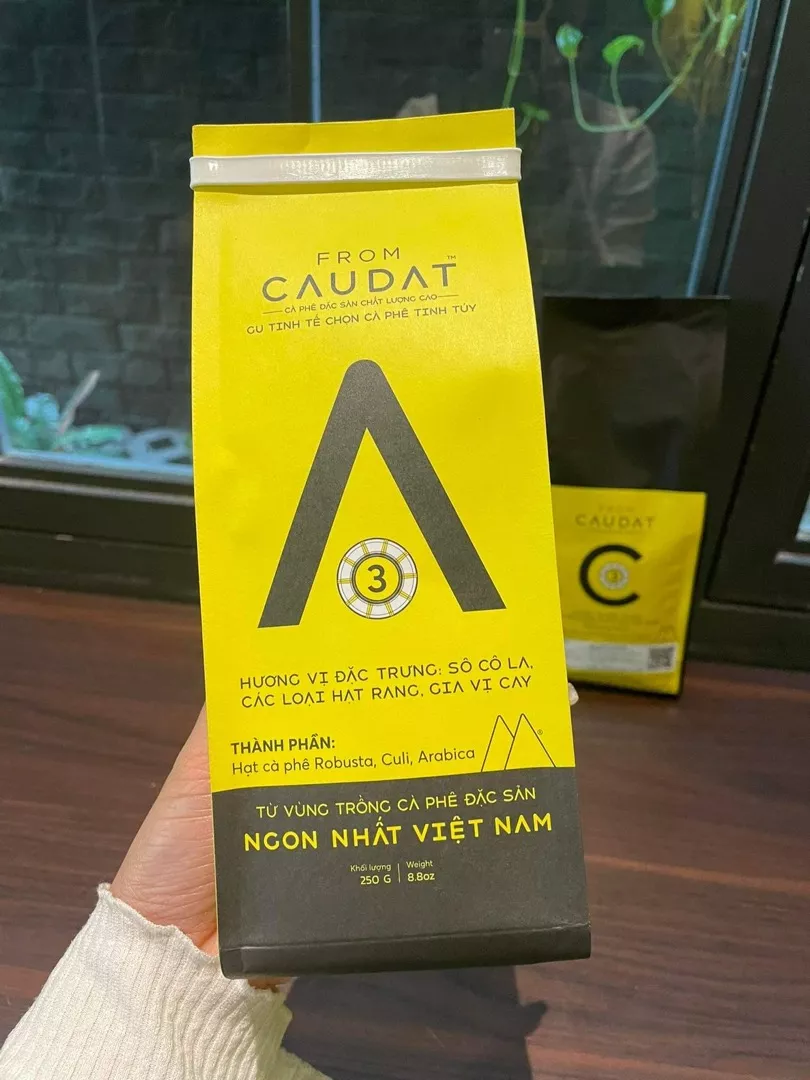 FROM
CAUDAT™
CÀ PHÊ ĐẶC SẢN CHẤT LƯỢNG CAO
GU TINH TẾ CHỌN CÀ PHÊ TINH TÚY
A
3
HƯƠNG VỊ ĐẶC TRƯNG: SÔ CÔ LA,
CÁC LOẠI HẠT RANG, GIA VỊ CAY
THÀNH PHẦN:
Hạt cà phê Robusta, Culi, Arabica
®
TỪ VÙNG TRỒNG CÀ PHÊ ĐẶC SẢN
NGON NHẤT VIỆT NAM
Khối lượng
250 G
Weight
8.8oz
FROM
CAUDAT
C
3